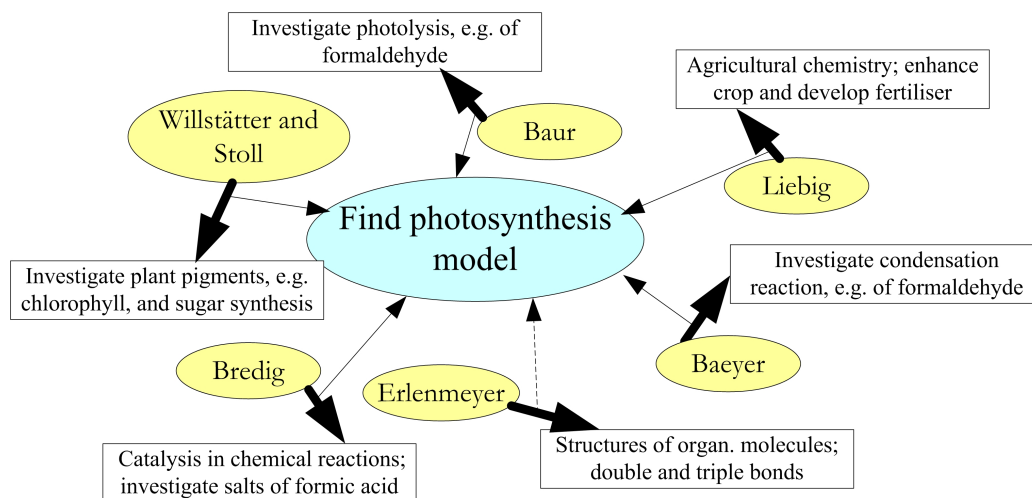 Investigate photolysis, e.g. of
formaldehyde
Agricultural chemistry; enhance
crop and develop fertiliser
Willstätter and
Stoll
Baur
Liebig
Find photosynthesis
model
Investigate plant pigments, e.g.
chlorophyll, and sugar synthesis
Investigate condensation
reaction, e.g. of formaldehyde
Bredig
Erlenmeyer
Baeyer
Catalysis in chemical reactions;
investigate salts of formic acid
Structures of organ. molecules;
double and triple bonds